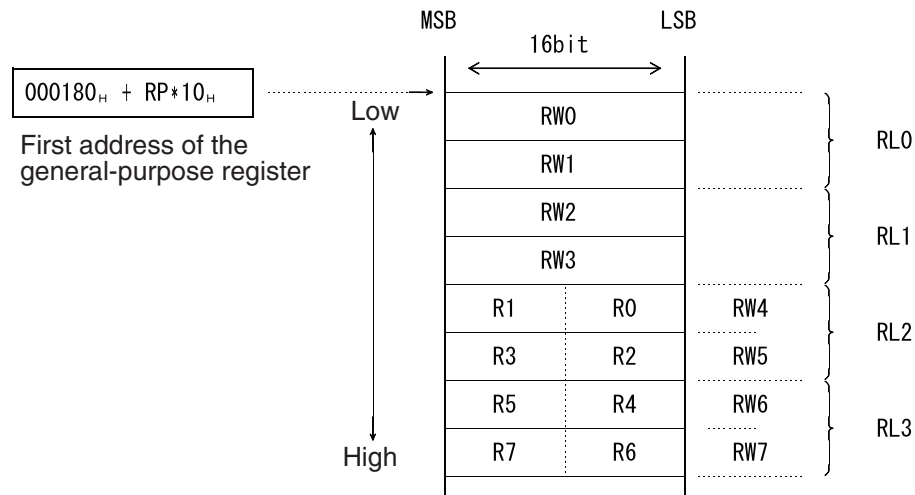 MSB LSB
16bit
000180H + RP*10H
Low
First address of the
general-purpose register
RW0
RL0
RW1
RW2
RL1
RW3
R1 R0 RW4
RL2
R3 R2 RW5
R5 R4 RW6
RL3
R7 R6 RW7
High